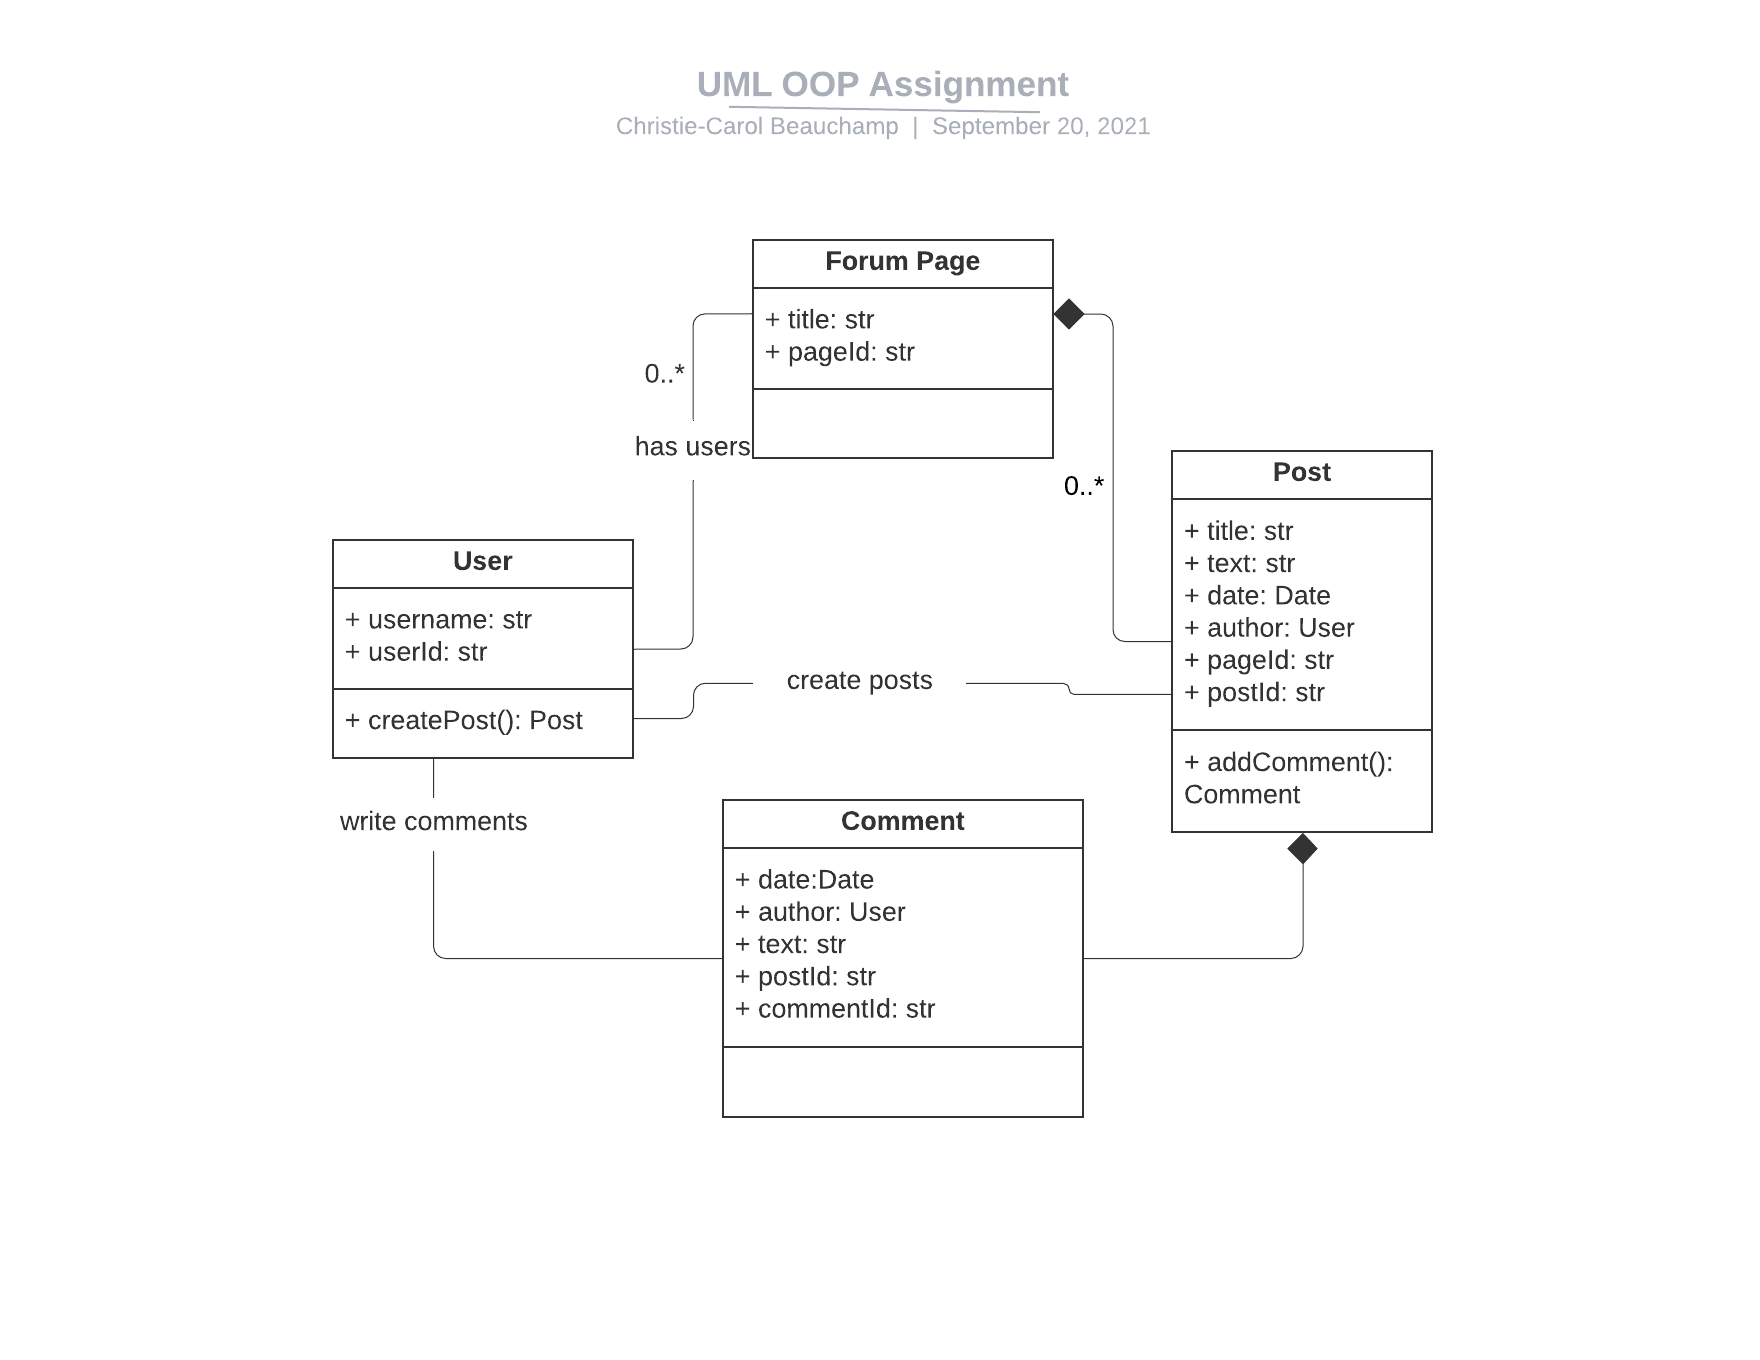 UML OOP Assignment
Christie-Carol Beauchamp | September 20, 2021
Forum Page
+ title: str
+ pageId: str
0..*
has users
0..*
Post
+ title: str
+ text: str
+ date: Date
+ author: User
+ pageId: str
+ postId: str
+ addComment():
Comment
User
+ username: str
+ userId: str
+ createPost(): Post
create posts
write comments
Comment
+ date:Date
+ author: User
+ text: str
+ postId: str
+ commentId: str